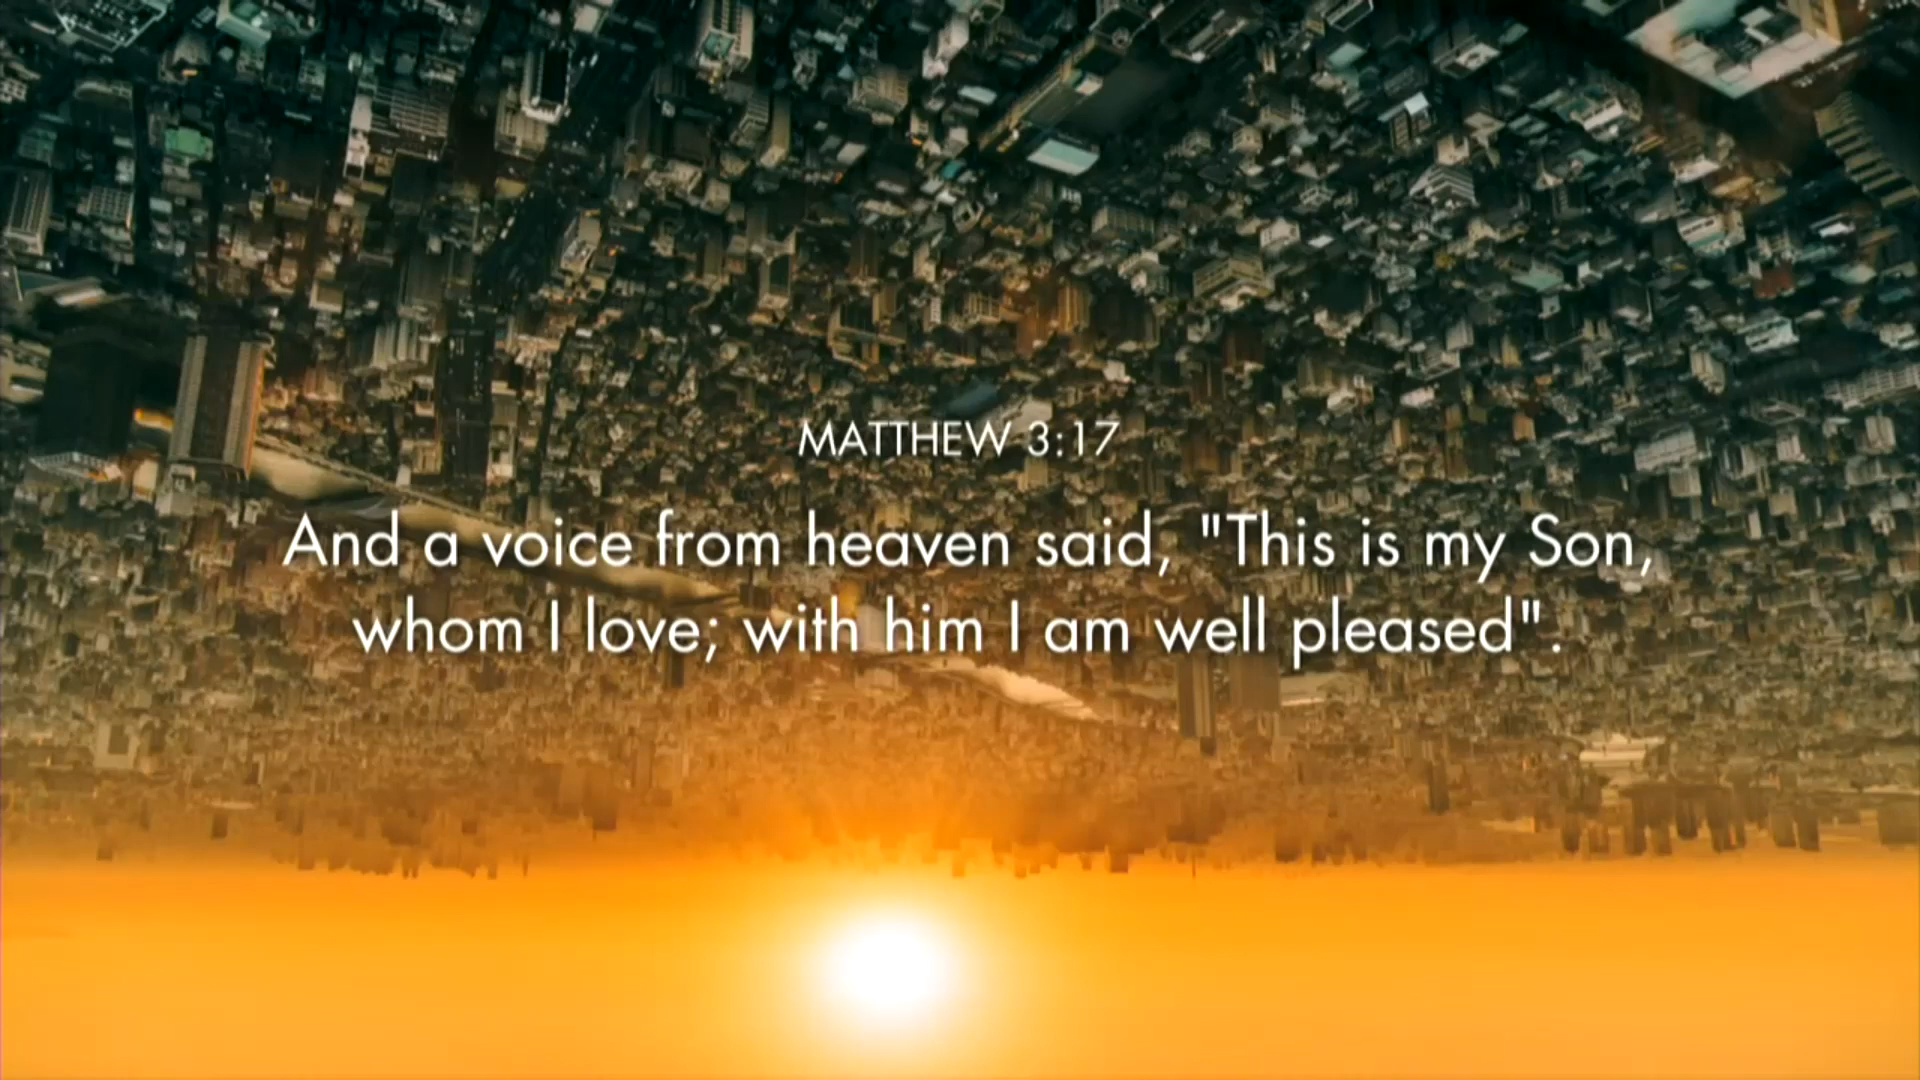 MATTHEW 3:17
And a voice from heaven said, "This is my Son,
whom I love; with him I am well pleased".